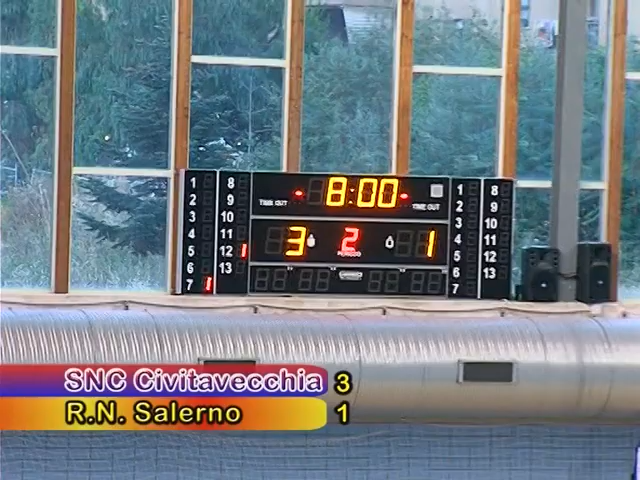 1 8 8:00 1 8
2 9 TIME OUT TIME OUT 2 9
3 10 3 10
4 11 3 2 1 4 11
5 12 1 PERIODO 5 12
6 13 6 13
7 1 7
SNC Civitavecchia 3
R.N. Salerno 1